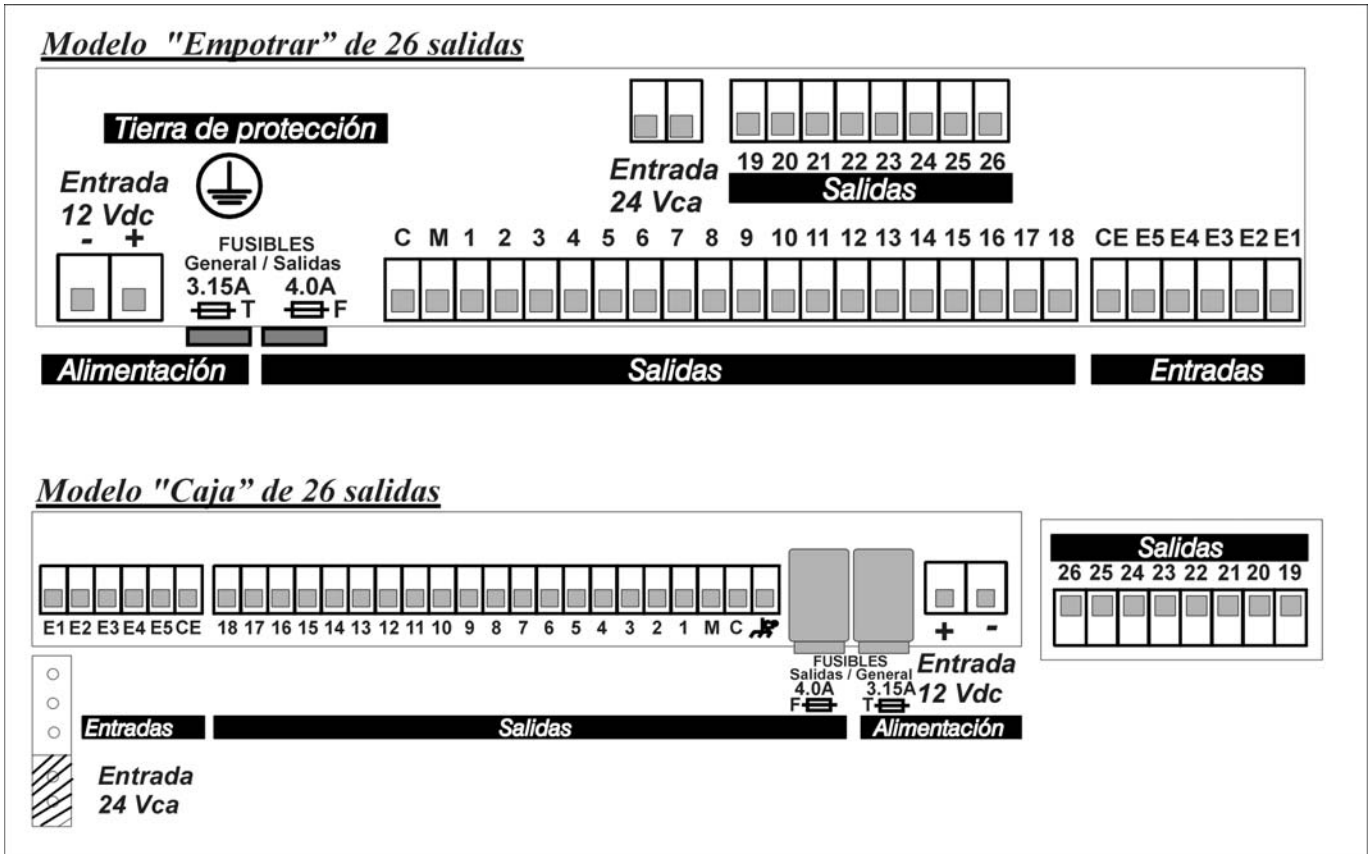 Modelo "Empotrar” de 26 salidas
Tierra de protección
Entrada
12 Vdc
- +
FUSIBLES
General / Salidas
3.15A 4.0A
T F
Entrada
24 Vca
19 20 21 22 23 24 25 26
Salidas
C M 1 2 3 4 5 6 7 8 9 10 11 12 13 14 15 16 17 18 CE E5 E4 E3 E2 E1
Alimentación Salidas Entradas
Modelo "Caja” de 26 salidas
E1 E2 E3 E4 E5 CE 18 17 16 15 14 13 12 11 10 9 8 7 6 5 4 3 2 1 M C
+ -
Salidas
26 25 24 23 22 21 20 19
FUSIBLES
Salidas / General
4.0A 3.15A
F T
Entrada
12 Vdc
Entradas Salidas Alimentación
Entrada
24 Vca